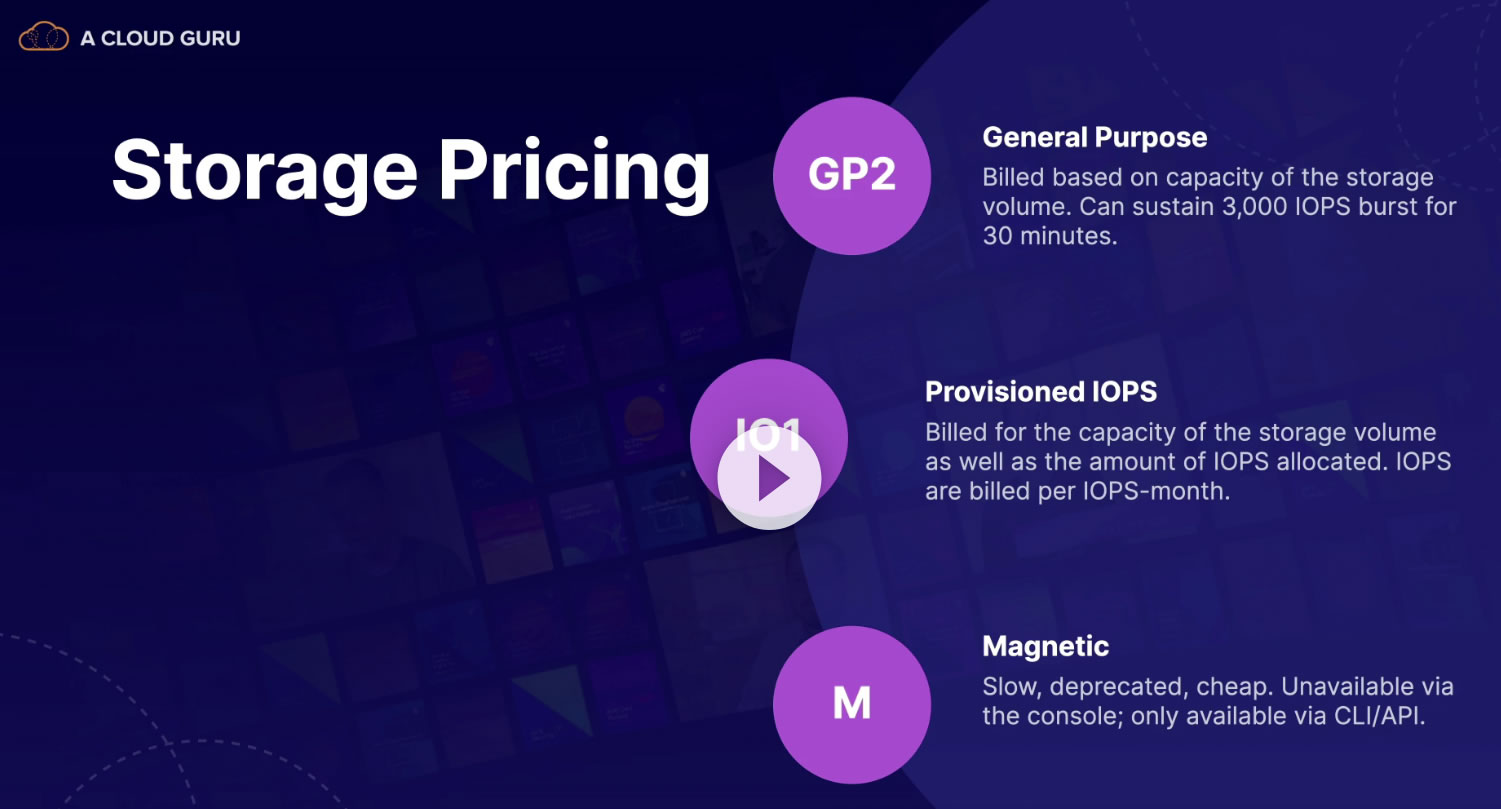 A CLOUD GURU
Storage Pricing
GP2
General Purpose
Billed based on capacity of the storage
volume. Can sustain 3,000 IOPS burst for
30 minutes.
IO1
Provisioned IOPS
Billed for the capacity of the storage volume
as well as the amount of IOPS allocated. IOPS
are billed per IOPS-month.
M
Magnetic
Slow, deprecated, cheap. Unavailable via
the console; only available via CLI/API.